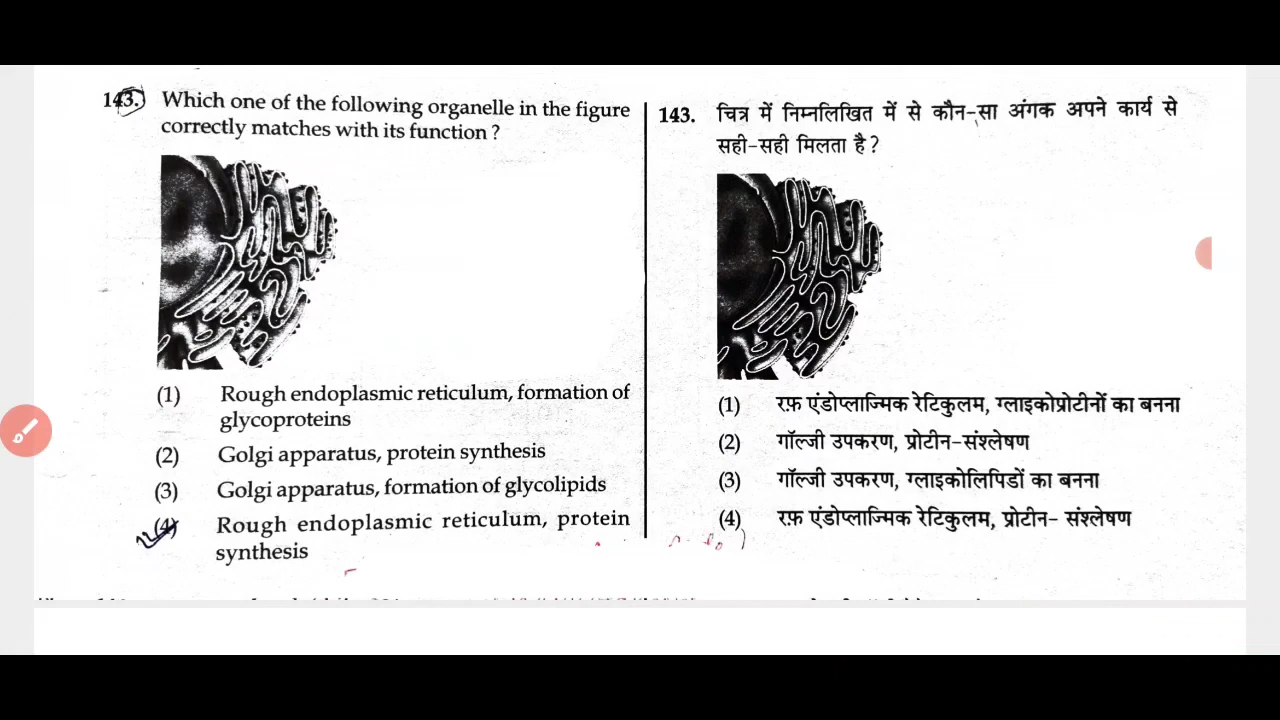 143. Which one of the following organelle in the figure
correctly matches with its function ?
(1) Rough endoplasmic reticulum, formation of
glycoproteins
(2) Golgi apparatus, protein synthesis
(3) Golgi apparatus, formation of glycolipids
(4) Rough endoplasmic reticulum, protein
synthesis
143. चित्र में निम्नलिखित में से कौन-सा अंगक अपने कार्य से
सही-सही मिलता है ?
(1) रफ़ एंडोप्लाज्मिक रेटिकुलम, ग्लाइकोप्रोटीनों का बनना
(2) गॉल्जी उपकरण, प्रोटीन-संश्लेषण
(3) गॉल्जी उपकरण, ग्लाइकोलिपिडों का बनना
(4) रफ़ एंडोप्लाज्मिक रेटिकुलम, प्रोटीन- संश्लेषण